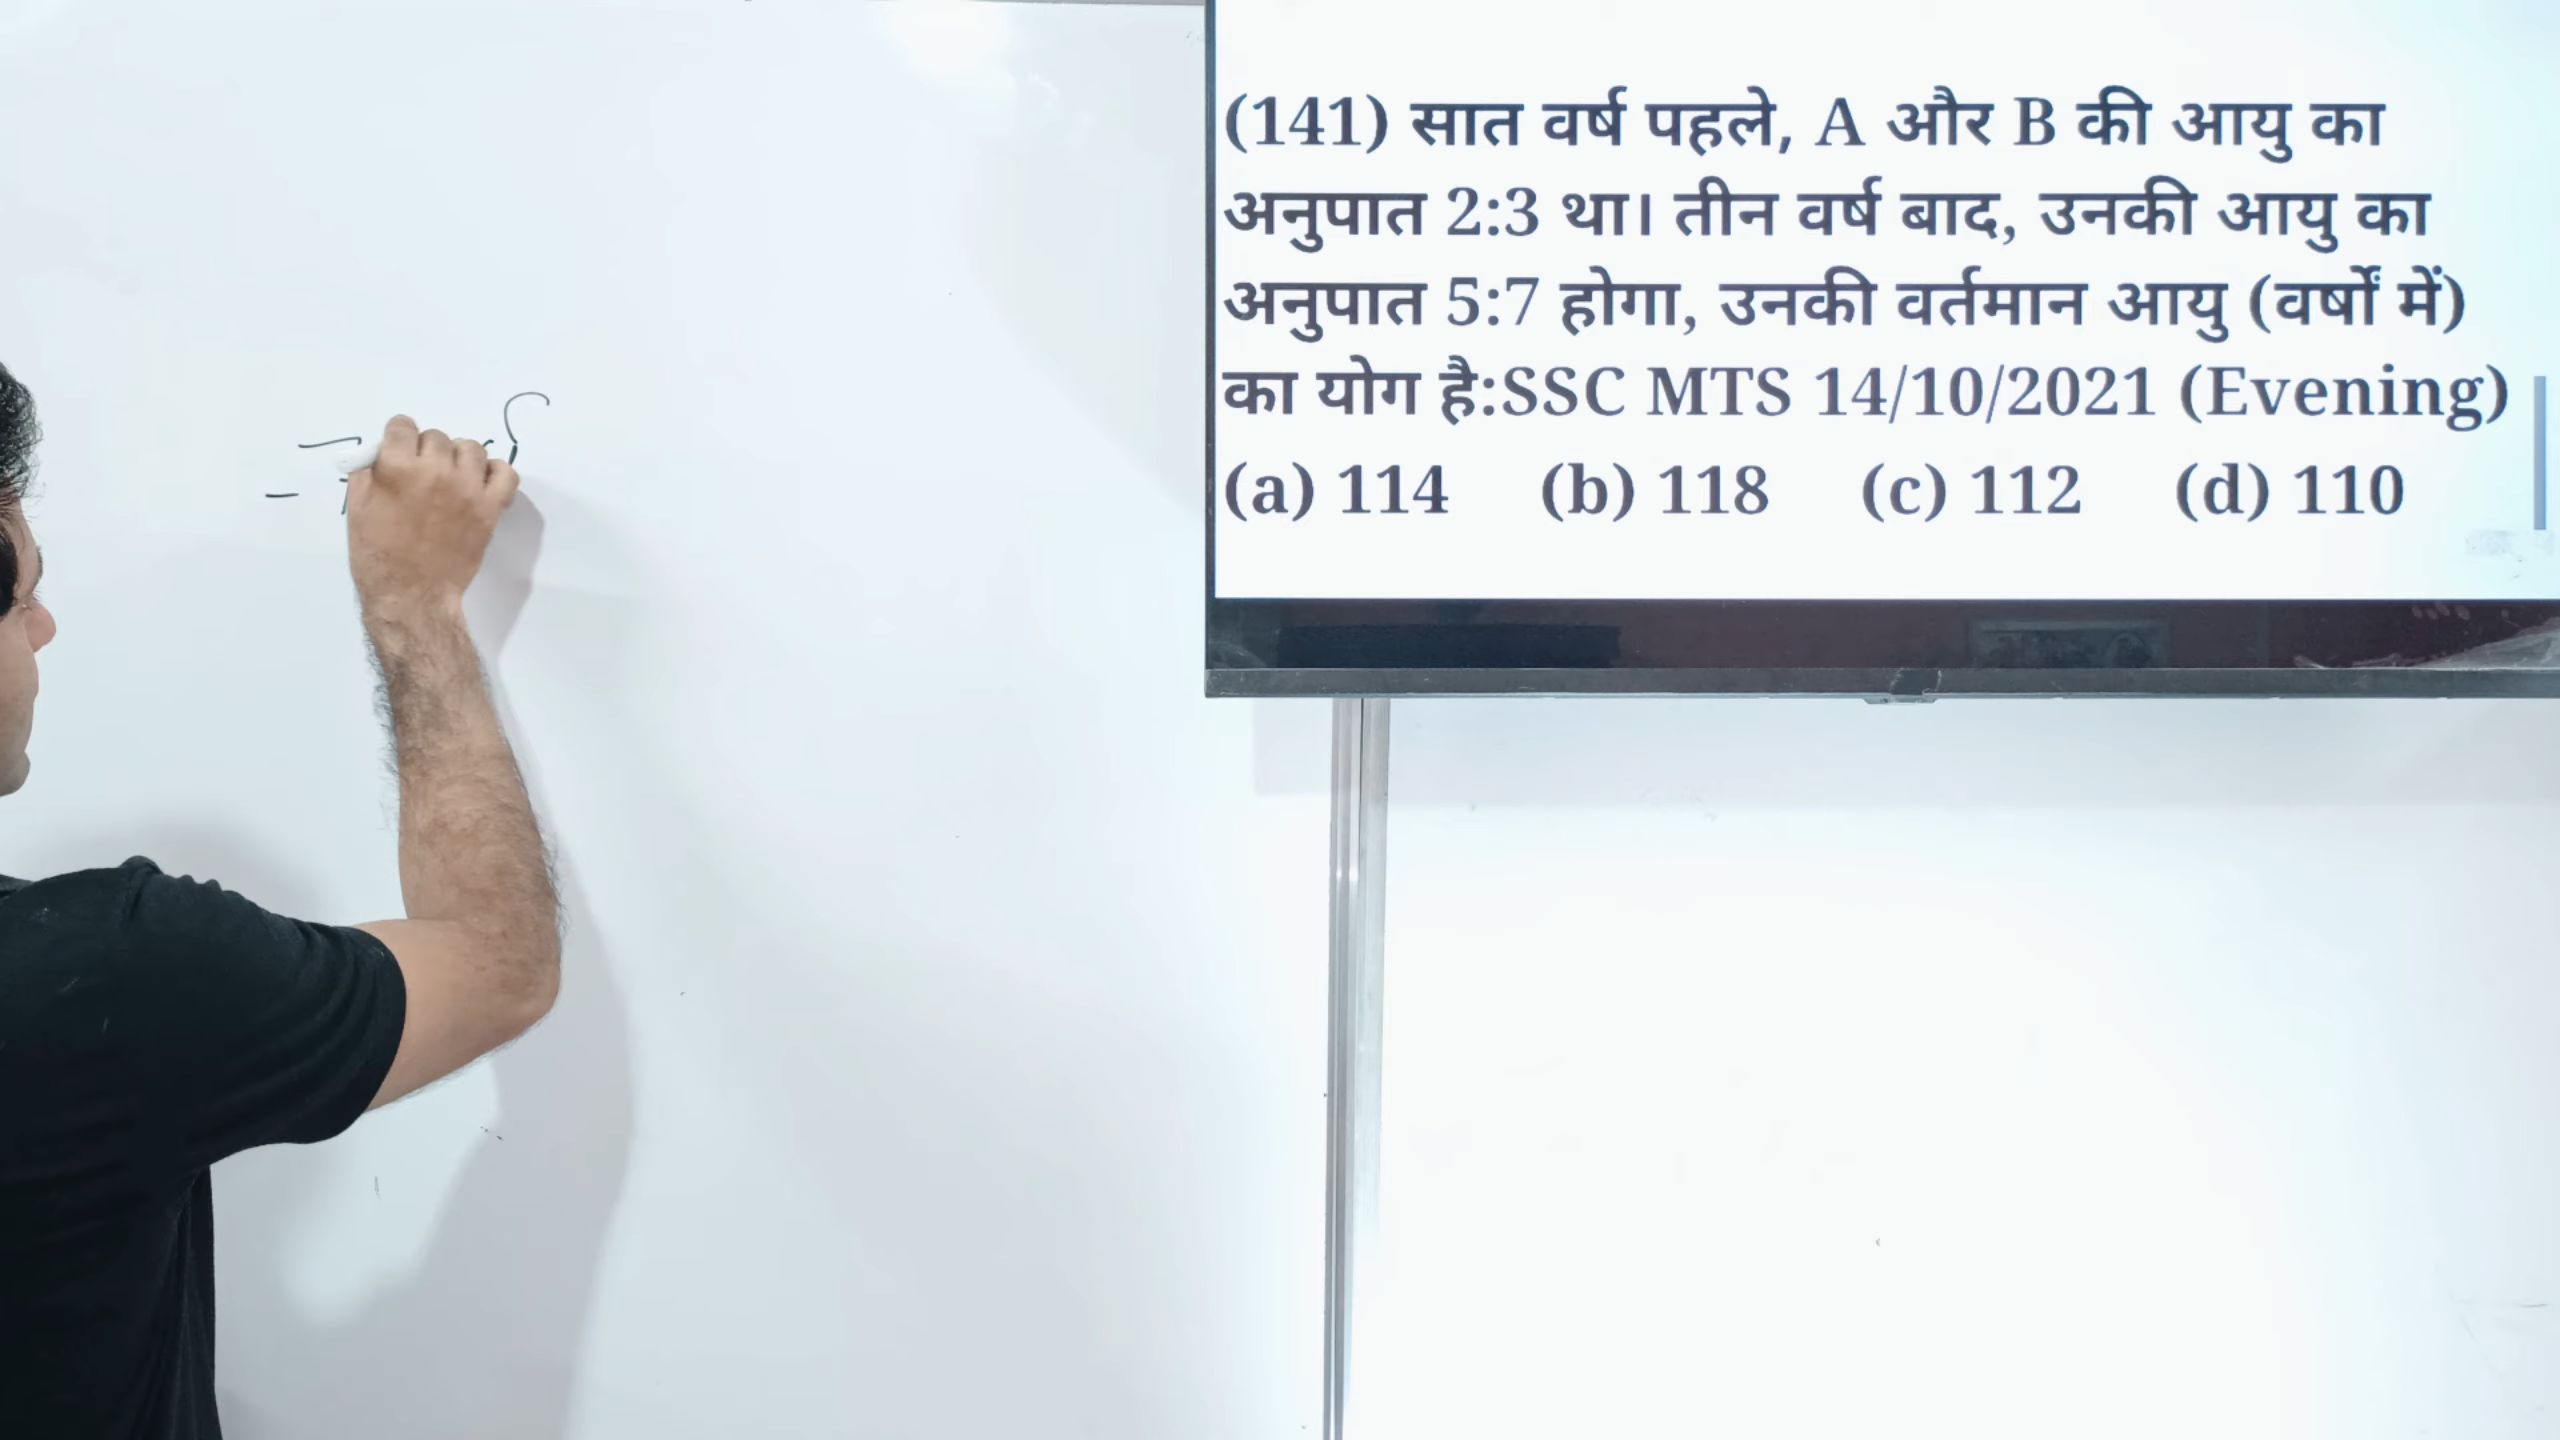 (141) सात वर्ष पहले, A और B की आयु का
अनुपात 2:3 था। तीन वर्ष बाद, उनकी आयु का
अनुपात 5:7 होगा, उनकी वर्तमान आयु (वर्षों में)
का योग है:SSC MTS 14/10/2021 (Evening)
(a) 114 (b) 118 (c) 112 (d) 110